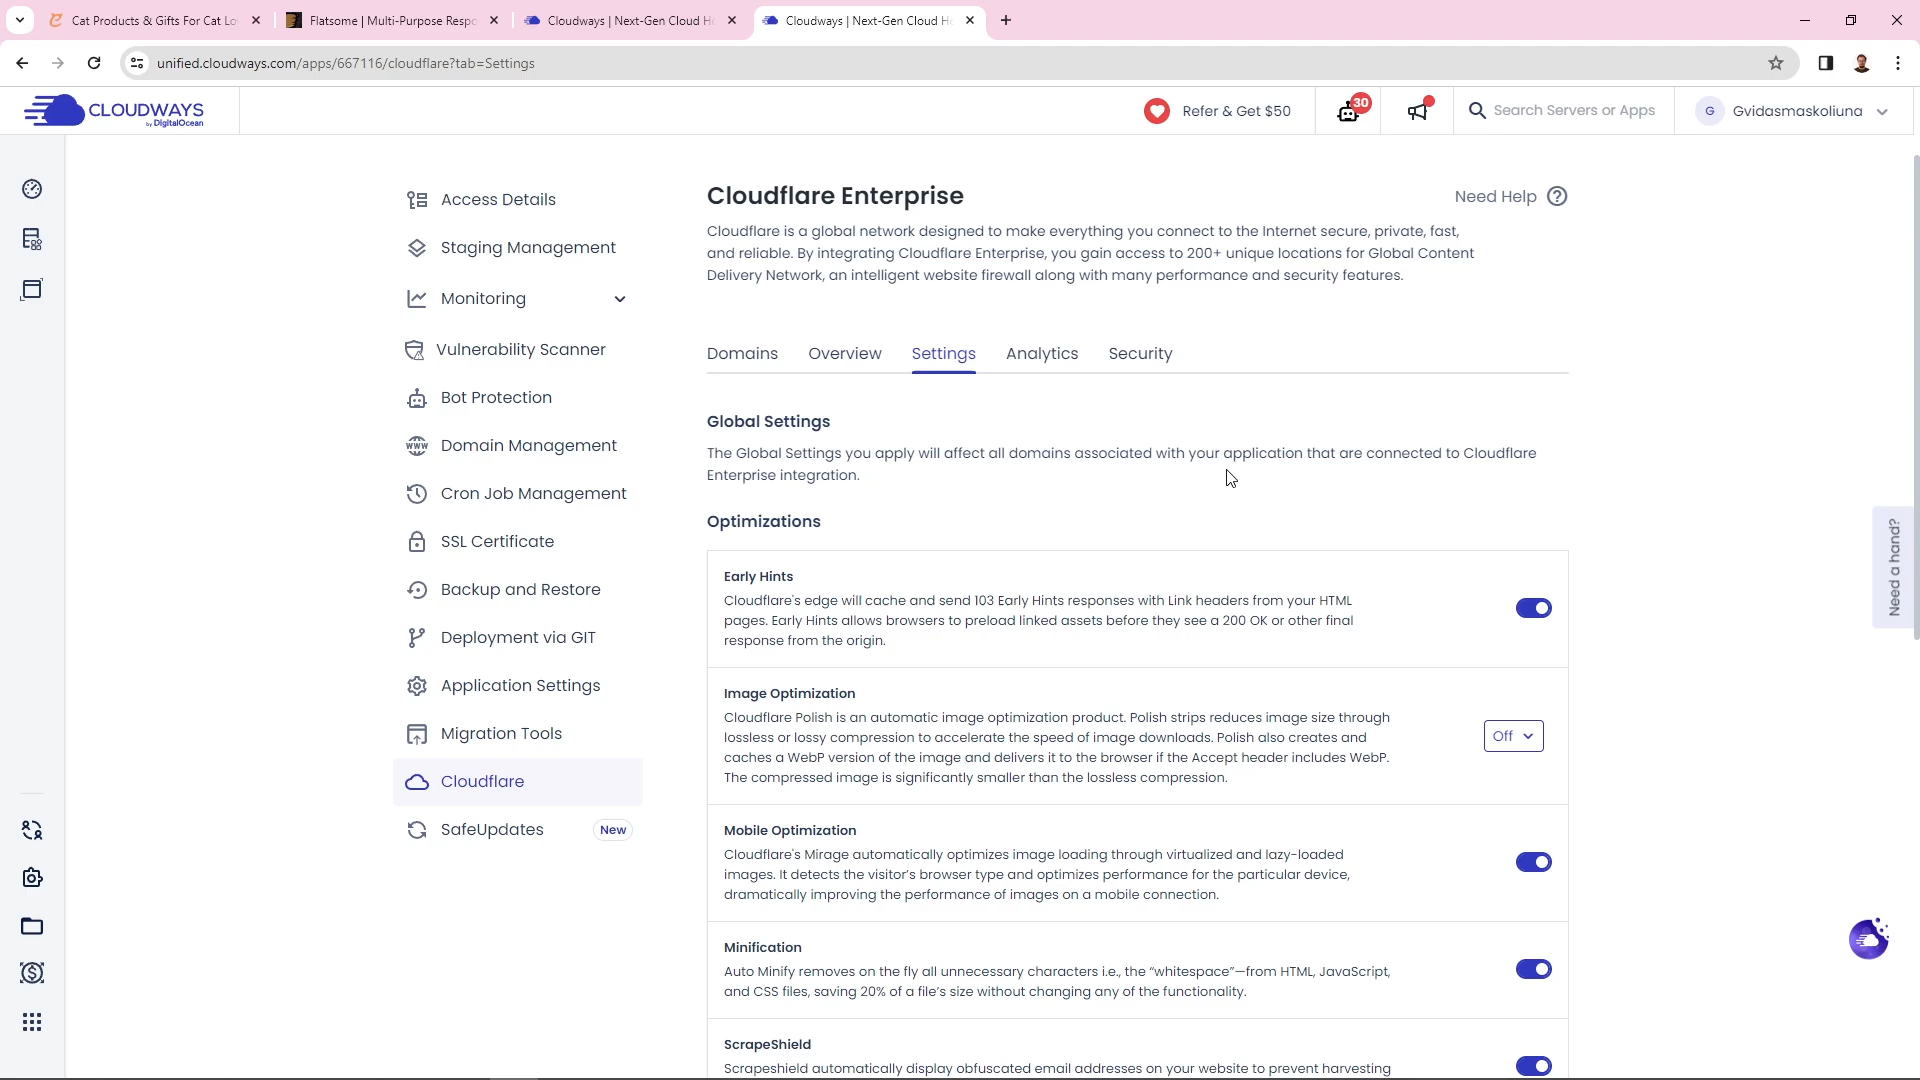 Cat Products & Gifts For Cat Lo
Flatsome | Multi-Purpose Respo
Cloudways | Next-Gen Cloud Ho
Cloudways | Next-Gen Cloud Ho
unified.cloudways.com/apps/667116/cloudflare?tab=Settings
CLOUDWAYS
by DigitalOcean
Refer & Get $50
30
Search Servers or Apps
G
Gvidasmaskoliuna
Access Details
Staging Management
Monitoring
Vulnerability Scanner
Bot Protection
Domain Management
Cron Job Management
SSL Certificate
Backup and Restore
Deployment via GIT
Application Settings
Migration Tools
Cloudflare
SafeUpdates New
Cloudflare Enterprise
Need Help
Cloudflare is a global network designed to make everything you connect to the Internet secure, private, fast,
and reliable. By integrating Cloudflare Enterprise, you gain access to 200+ unique locations for Global Content
Delivery Network, an intelligent website firewall along with many performance and security features.
Domains Overview Settings Analytics Security
Global Settings
The Global Settings you apply will affect all domains associated with your application that are connected to Cloudflare
Enterprise integration.
Optimizations
Early Hints
Cloudflare's edge will cache and send 103 Early Hints responses with Link headers from your HTML
pages. Early Hints allows browsers to preload linked assets before they see a 200 OK or other final
response from the origin.
Image Optimization
Cloudflare Polish is an automatic image optimization product. Polish strips reduces image size through
lossless or lossy compression to accelerate the speed of image downloads. Polish also creates and
caches a WebP version of the image and delivers it to the browser if the Accept header includes WebP.
The compressed image is significantly smaller than the lossless compression.
Off
Mobile Optimization
Cloudflare's Mirage automatically optimizes image loading through virtualized and lazy-loaded
images. It detects the visitor's browser type and optimizes performance for the particular device,
dramatically improving the performance of images on a mobile connection.
Minification
Auto Minify removes on the fly all unnecessary characters i.e., the “whitespace”—from HTML, JavaScript,
and CSS files, saving 20% of a file’s size without changing any of the functionality.
ScrapeShield
Scrapeshield automatically display obfuscated email addresses on your website to prevent harvesting
Need a hand?